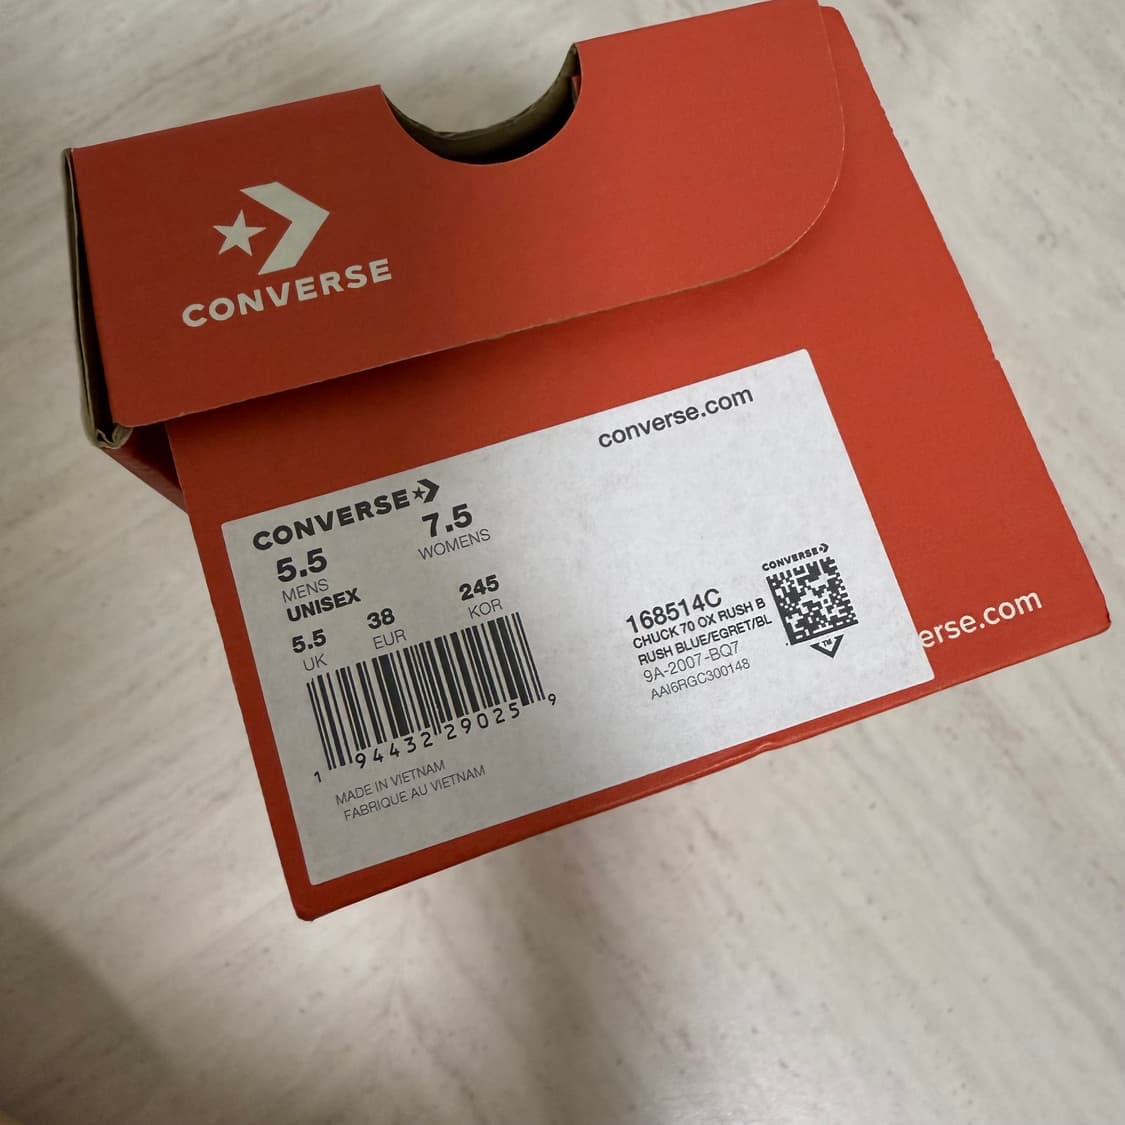 CONVERSE
converse.com
CONVERSE
5.5
MENS
7.5
WOMENS
UNISEX
5.5
UK
38
EUR
245
KOR
1 94432 29025 9
MADE IN VIETNAM
FABRIQUE AU VIETNAM
CONVERSE
168514C
CHUCK 70 OX RUSH B
RUSH BLUE/EGRET/BL
9A-2007-BQ7
AAI6RGC300148
TM
erse.com